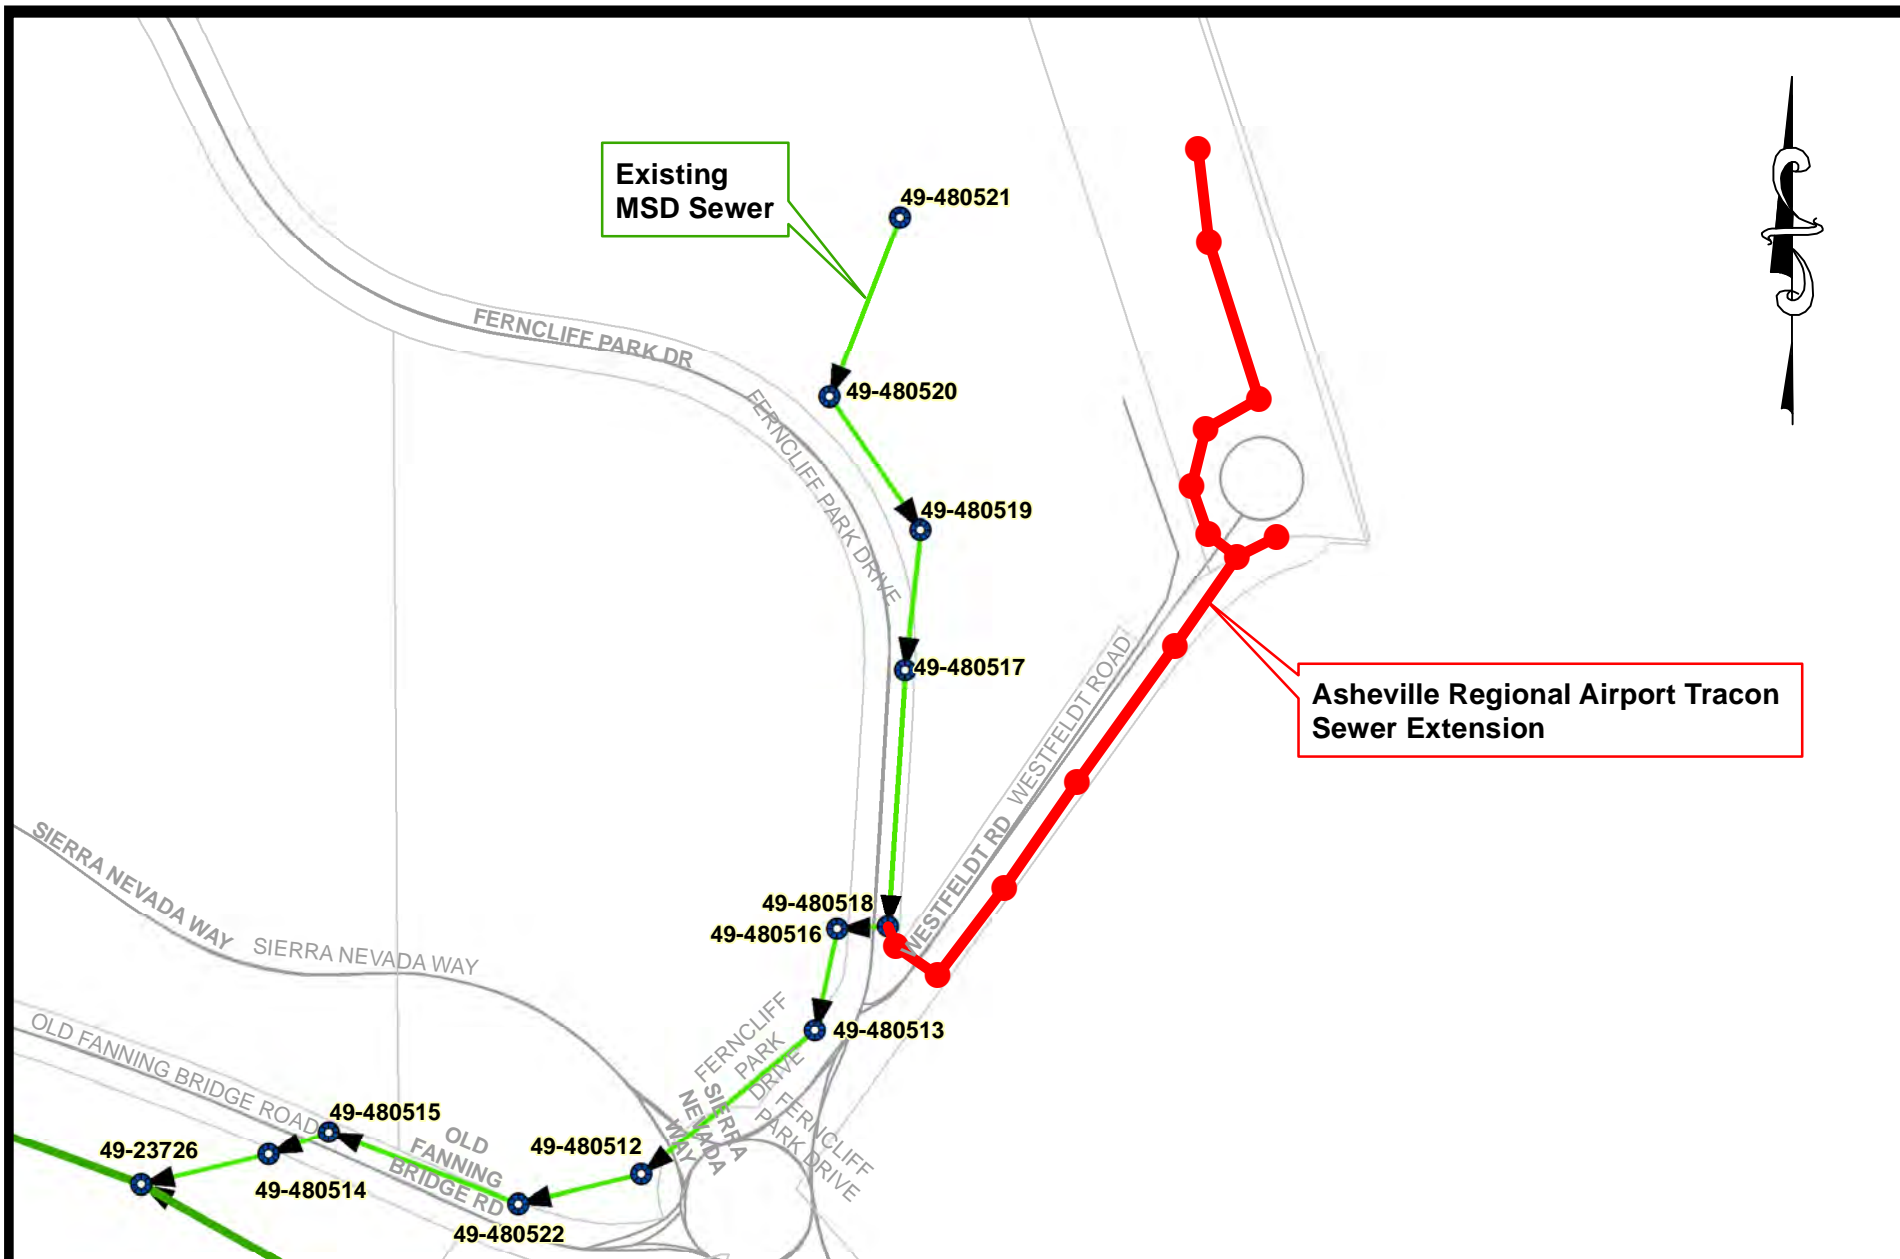 Existing
MSD Sewer
49-480521
FERNCLIFF PARK DR
49-480520
FERNCLIFF PARK DRIVE
49-480519
49-480517
WESTFELDT ROAD
Asheville Regional Airport Tracon
Sewer Extension
WESTFELDT RD
49-480518
49-480516
SIERRA NEVADA WAY
SIERRA NEVADA WAY
49-480513
FERNCLIFF
PARK
DRIVE
OLD FANNING BRIDGE ROAD
SIERRA
NEVADA
WAY
FERNCLIFF
PARK DRIVE
49-480515
OLD
FANNING
BRIDGE RD
49-480512
49-23726
49-480514
49-480522